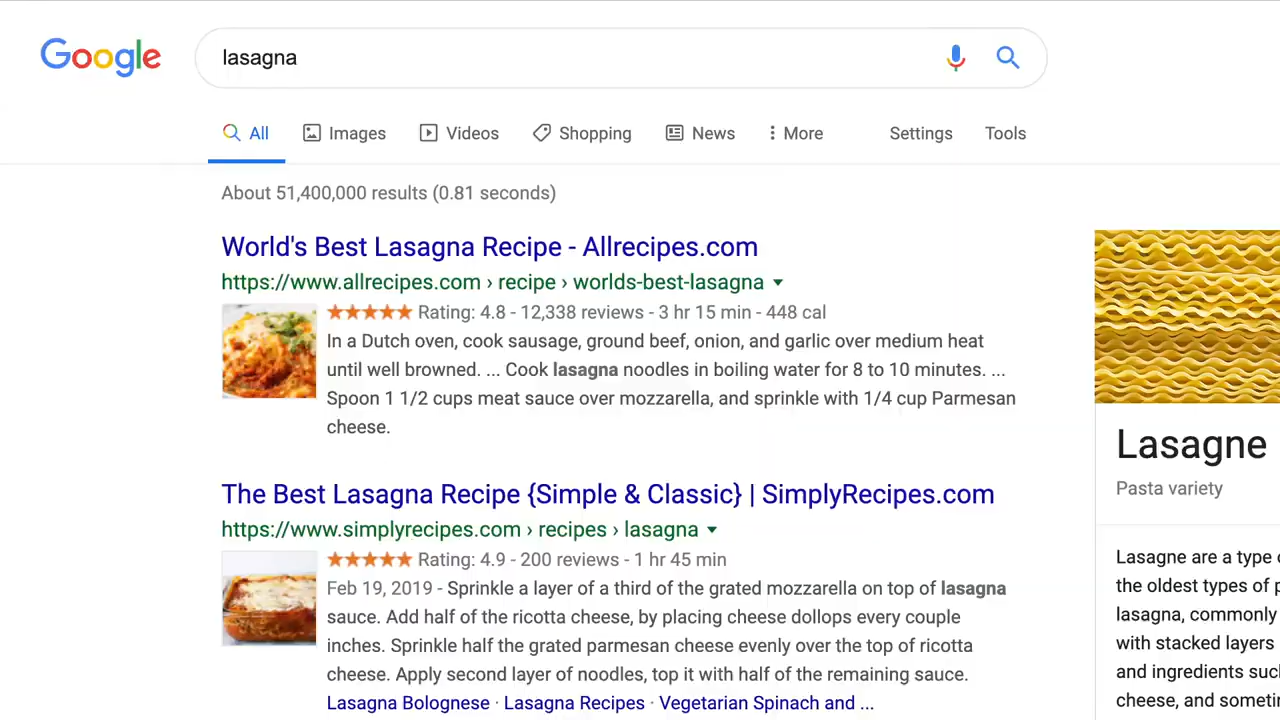 Google
lasagna
All Images Videos Shopping News More Settings Tools
About 51,400,000 results (0.81 seconds)
World's Best Lasagna Recipe - Allrecipes.com
https://www.allrecipes.com › recipe › worlds-best-lasagna
Rating: 4.8 - 12,338 reviews - 3 hr 15 min - 448 cal
In a Dutch oven, cook sausage, ground beef, onion, and garlic over medium heat
until well browned. ... Cook lasagna noodles in boiling water for 8 to 10 minutes. ...
Spoon 1 1/2 cups meat sauce over mozzarella, and sprinkle with 1/4 cup Parmesan
cheese.
The Best Lasagna Recipe {Simple & Classic} | SimplyRecipes.com
https://www.simplyrecipes.com › recipes › lasagna
Rating: 4.9 - 200 reviews - 1 hr 45 min
Feb 19, 2019 - Sprinkle a layer of a third of the grated mozzarella on top of lasagna
sauce. Add half of the ricotta cheese, by placing cheese dollops every couple
inches. Sprinkle half the grated parmesan cheese evenly over the top of ricotta
cheese. Apply second layer of noodles, top it with half of the remaining sauce.
Lasagna Bolognese · Lasagna Recipes · Vegetarian Spinach and ...
Lasagne
Pasta variety
Lasagne are a type
the oldest types of
lasagna, commonly
with stacked layers
and ingredients
cheese, and